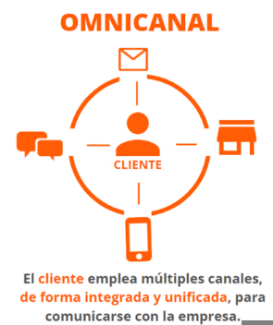 OMNICANAL
CLIENTE
El cliente emplea múltiples canales,
de forma integrada y unificada, para
comunicarse con la empresa.